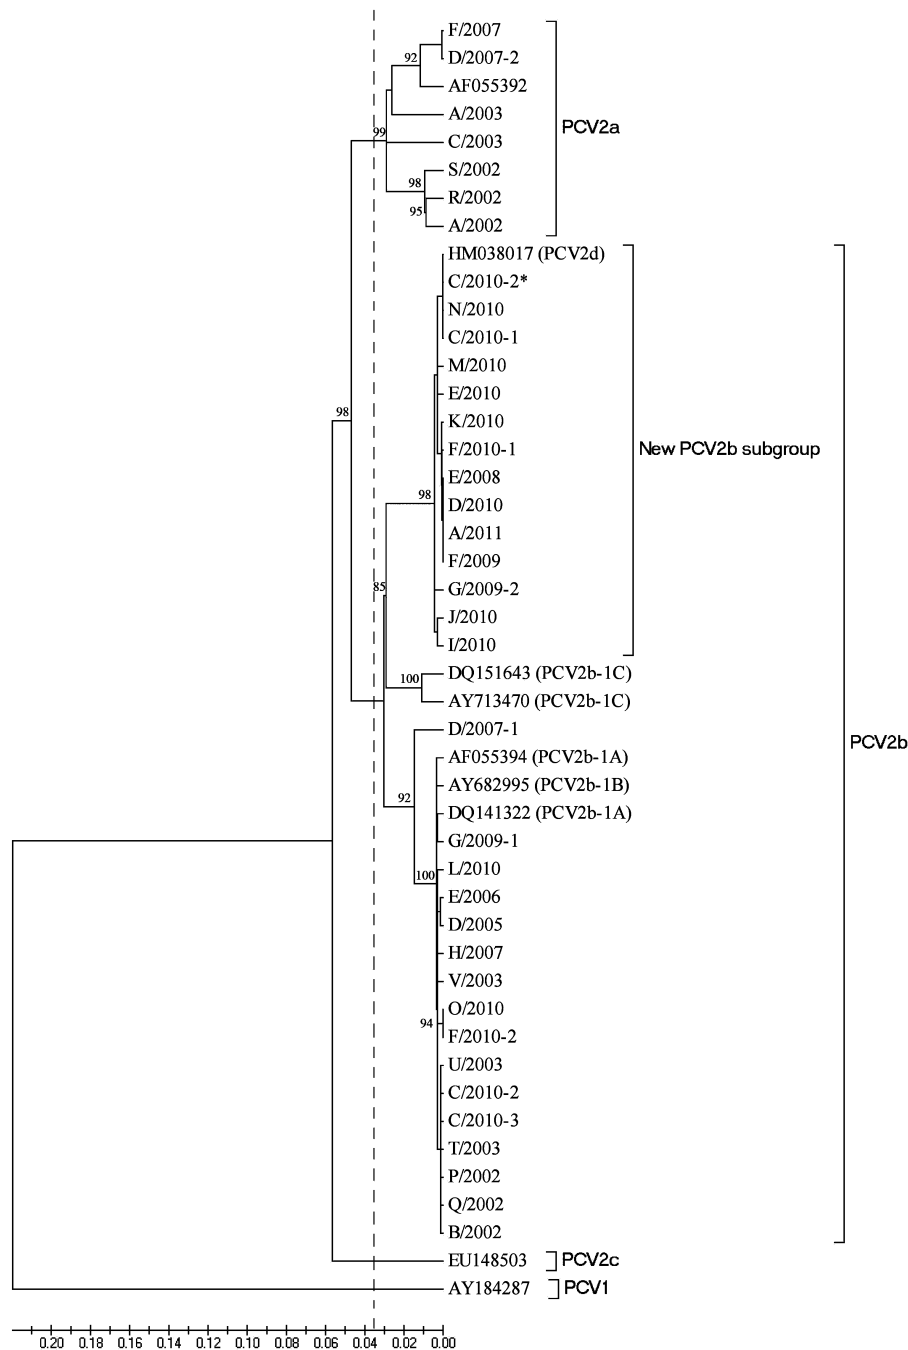 F/2007
92
D/2007-2
AF055392
A/2003
PCV2a
99
C/2003
S/2002
98
R/2002
95
A/2002
HM038017 (PCV2d)
C/2010-2*
N/2010
C/2010-1
M/2010
E/2010
98
K/2010
F/2010-1
New PCV2b subgroup
E/2008
98
D/2010
A/2011
F/2009
85
G/2009-2
J/2010
I/2010
DQ151643 (PCV2b-1C)
100
AY713470 (PCV2b-1C)
D/2007-1
PCV2b
AF055394 (PCV2b-1A)
AY682995 (PCV2b-1B)
92
DQ141322 (PCV2b-1A)
G/2009-1
L/2010
100
E/2006
D/2005
H/2007
V/2003
O/2010
94
F/2010-2
U/2003
C/2010-2
C/2010-3
T/2003
P/2002
Q/2002
B/2002
EU148503
PCV2c
AY184287
PCV1
0.20 0.18 0.16 0.14 0.12 0.10 0.08 0.06 0.04 0.02 0.00